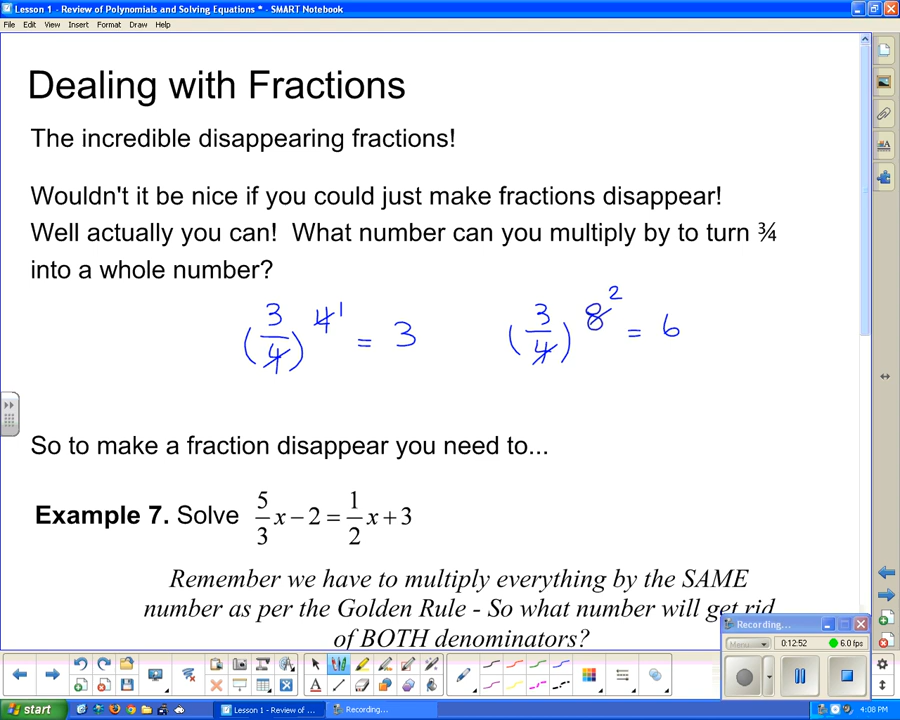 Lesson 1 - Review of Polynomials and Solving Equations * - SMART Notebook
File Edit View Insert Format Draw Help
Dealing with Fractions
The incredible disappearing fractions!
Wouldn't it be nice if you could just make fractions disappear!
Well actually you can! What number can you multiply by to turn ¾
into a whole number?
(3/4) 4 1 = 3 (3/4) 8 2 = 6
So to make a fraction disappear you need to...
Example 7. Solve 5/3 x − 2 = 1/2 x + 3
Remember we have to multiply everything by the SAME
number as per the Golden Rule - So what number will get rid
of BOTH denominators?
Recording...
Menu 0:12:52 6.0 fps
start Lesson 1 - Review of ... Recording... 4:08 PM